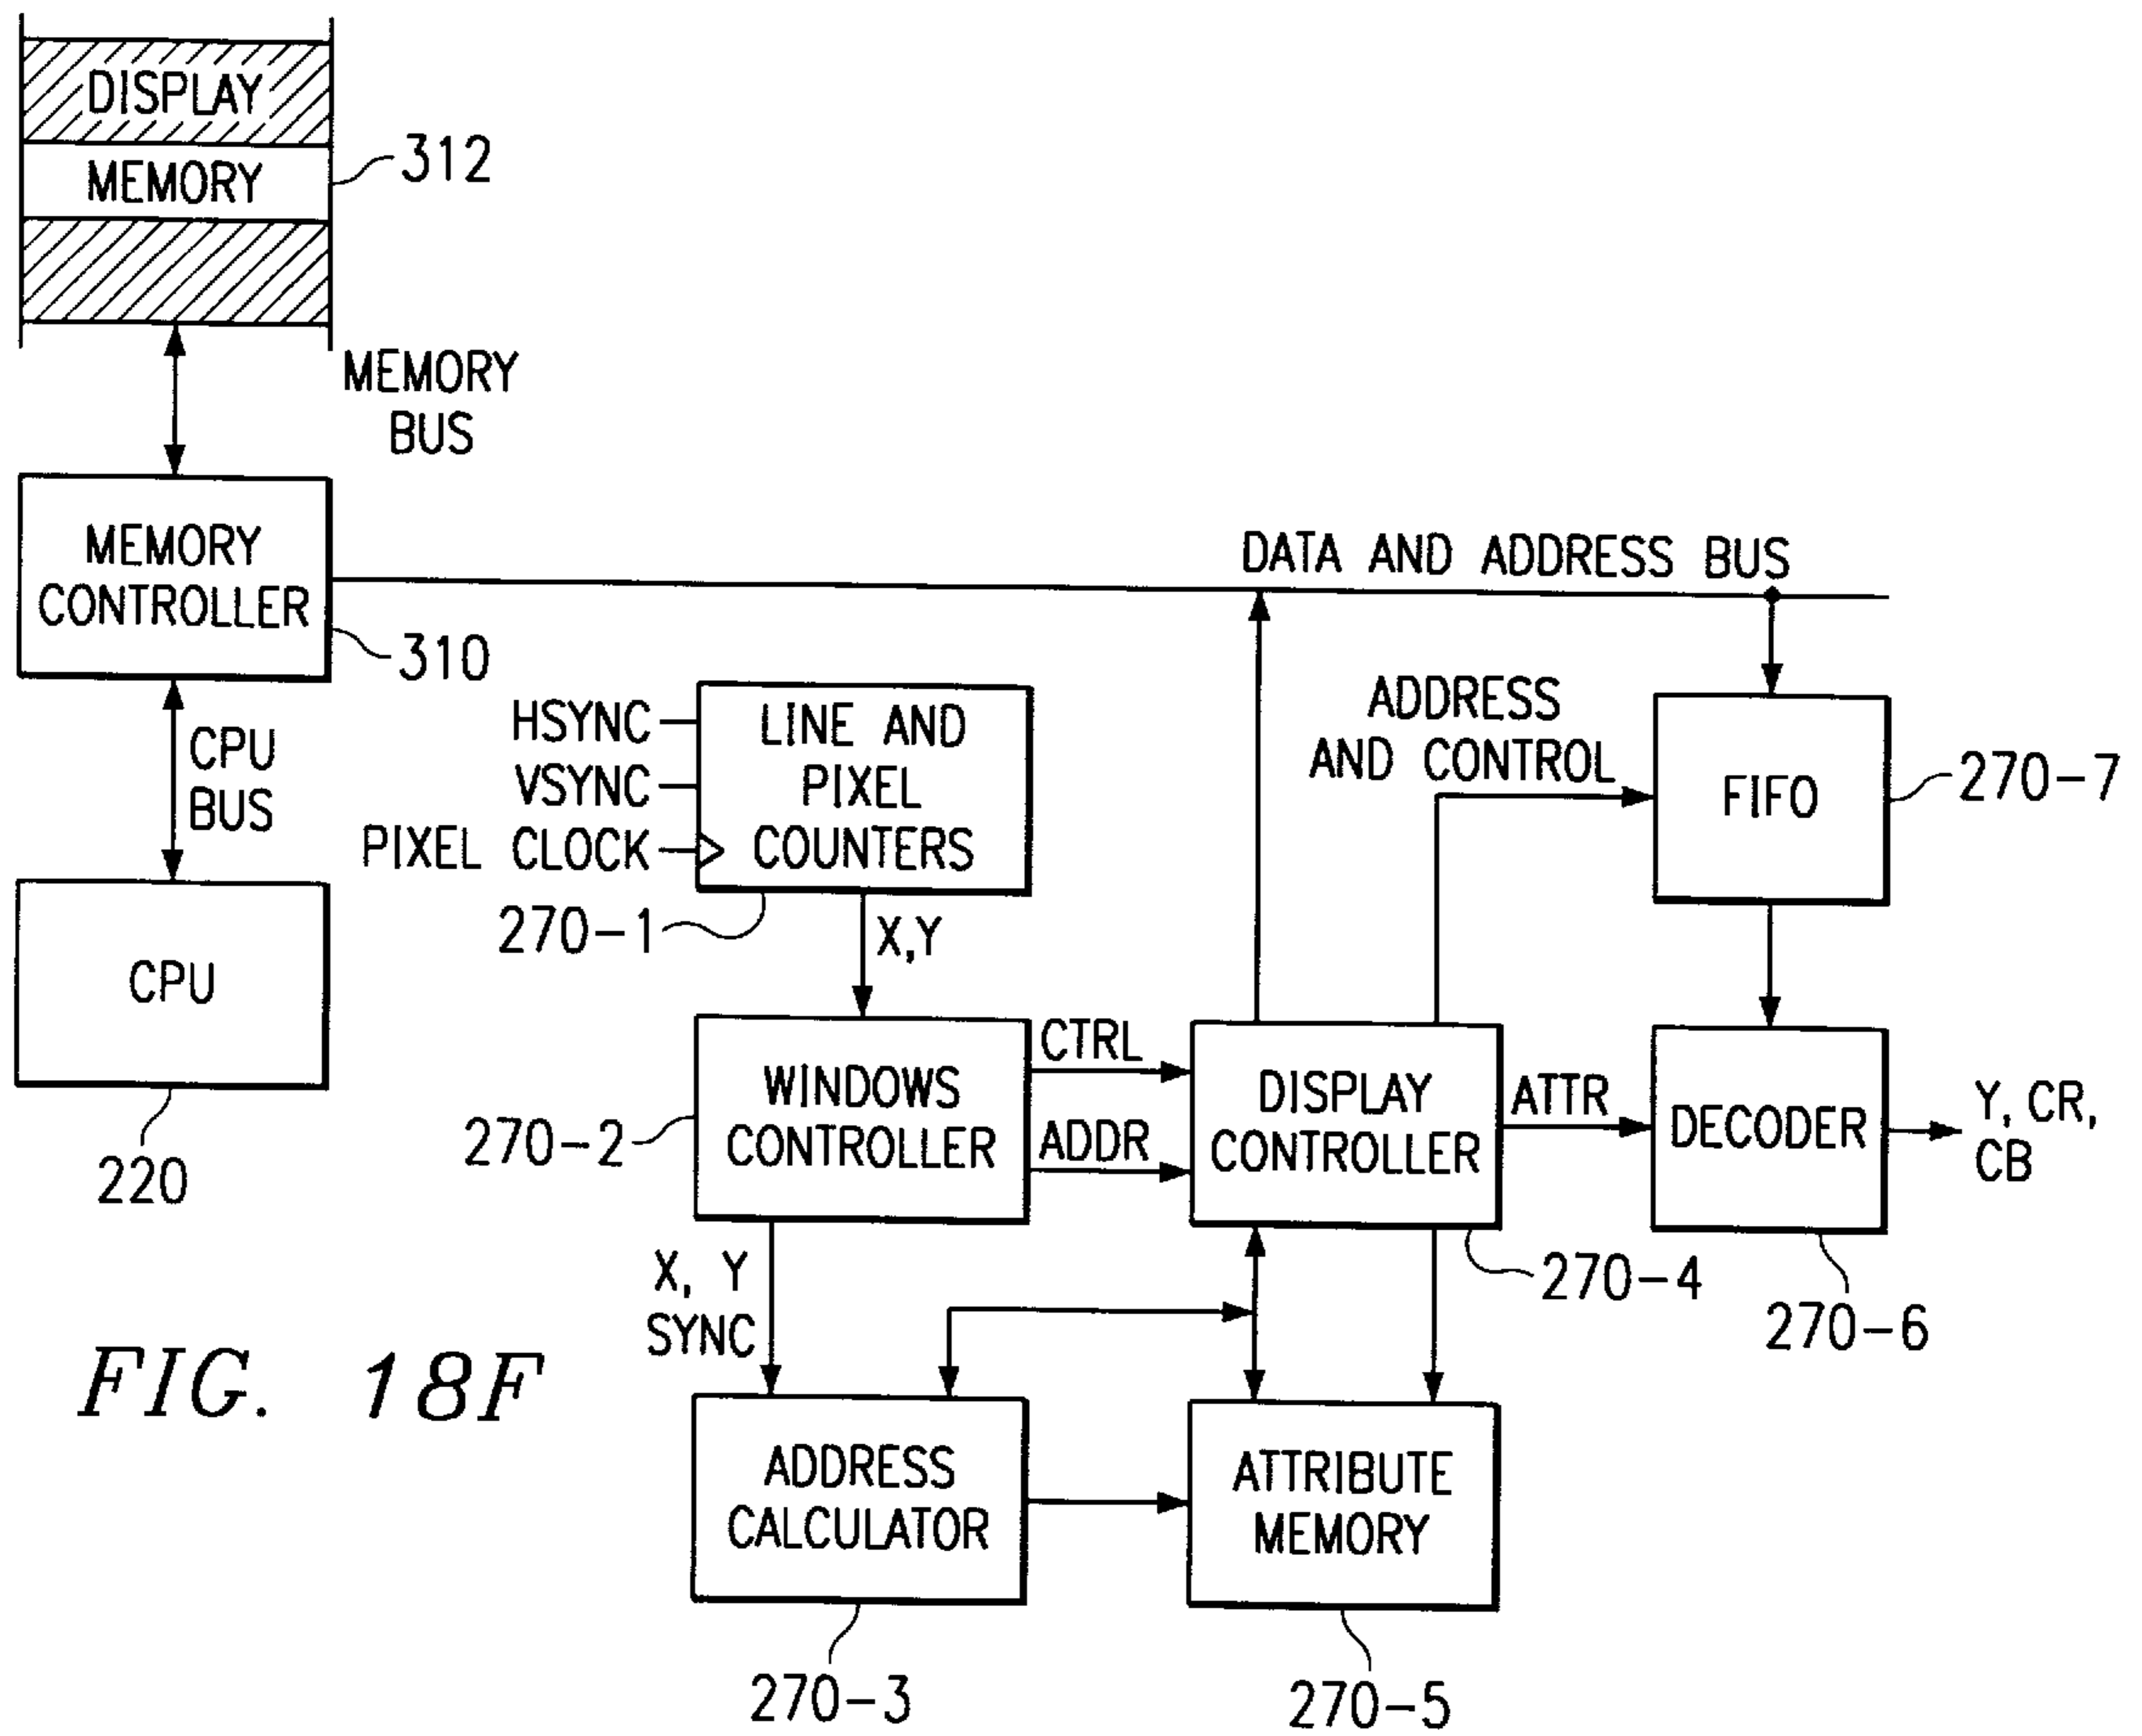 DISPLAY
MEMORY
312
MEMORY
BUS
MEMORY
CONTROLLER
310
DATA AND ADDRESS BUS
CPU
BUS
HSYNC
VSYNC
PIXEL CLOCK
LINE AND
PIXEL
COUNTERS
270-1
X,Y
ADDRESS
AND CONTROL
FIFO
270-7
CPU
220
WINDOWS
CONTROLLER
270-2
CTRL
ADDR
DISPLAY
CONTROLLER
270-4
ATTR
DECODER
270-6
Y, CR,
CB
X, Y
SYNC
ADDRESS
CALCULATOR
270-3
ATTRIBUTE
MEMORY
270-5
FIG. 18F